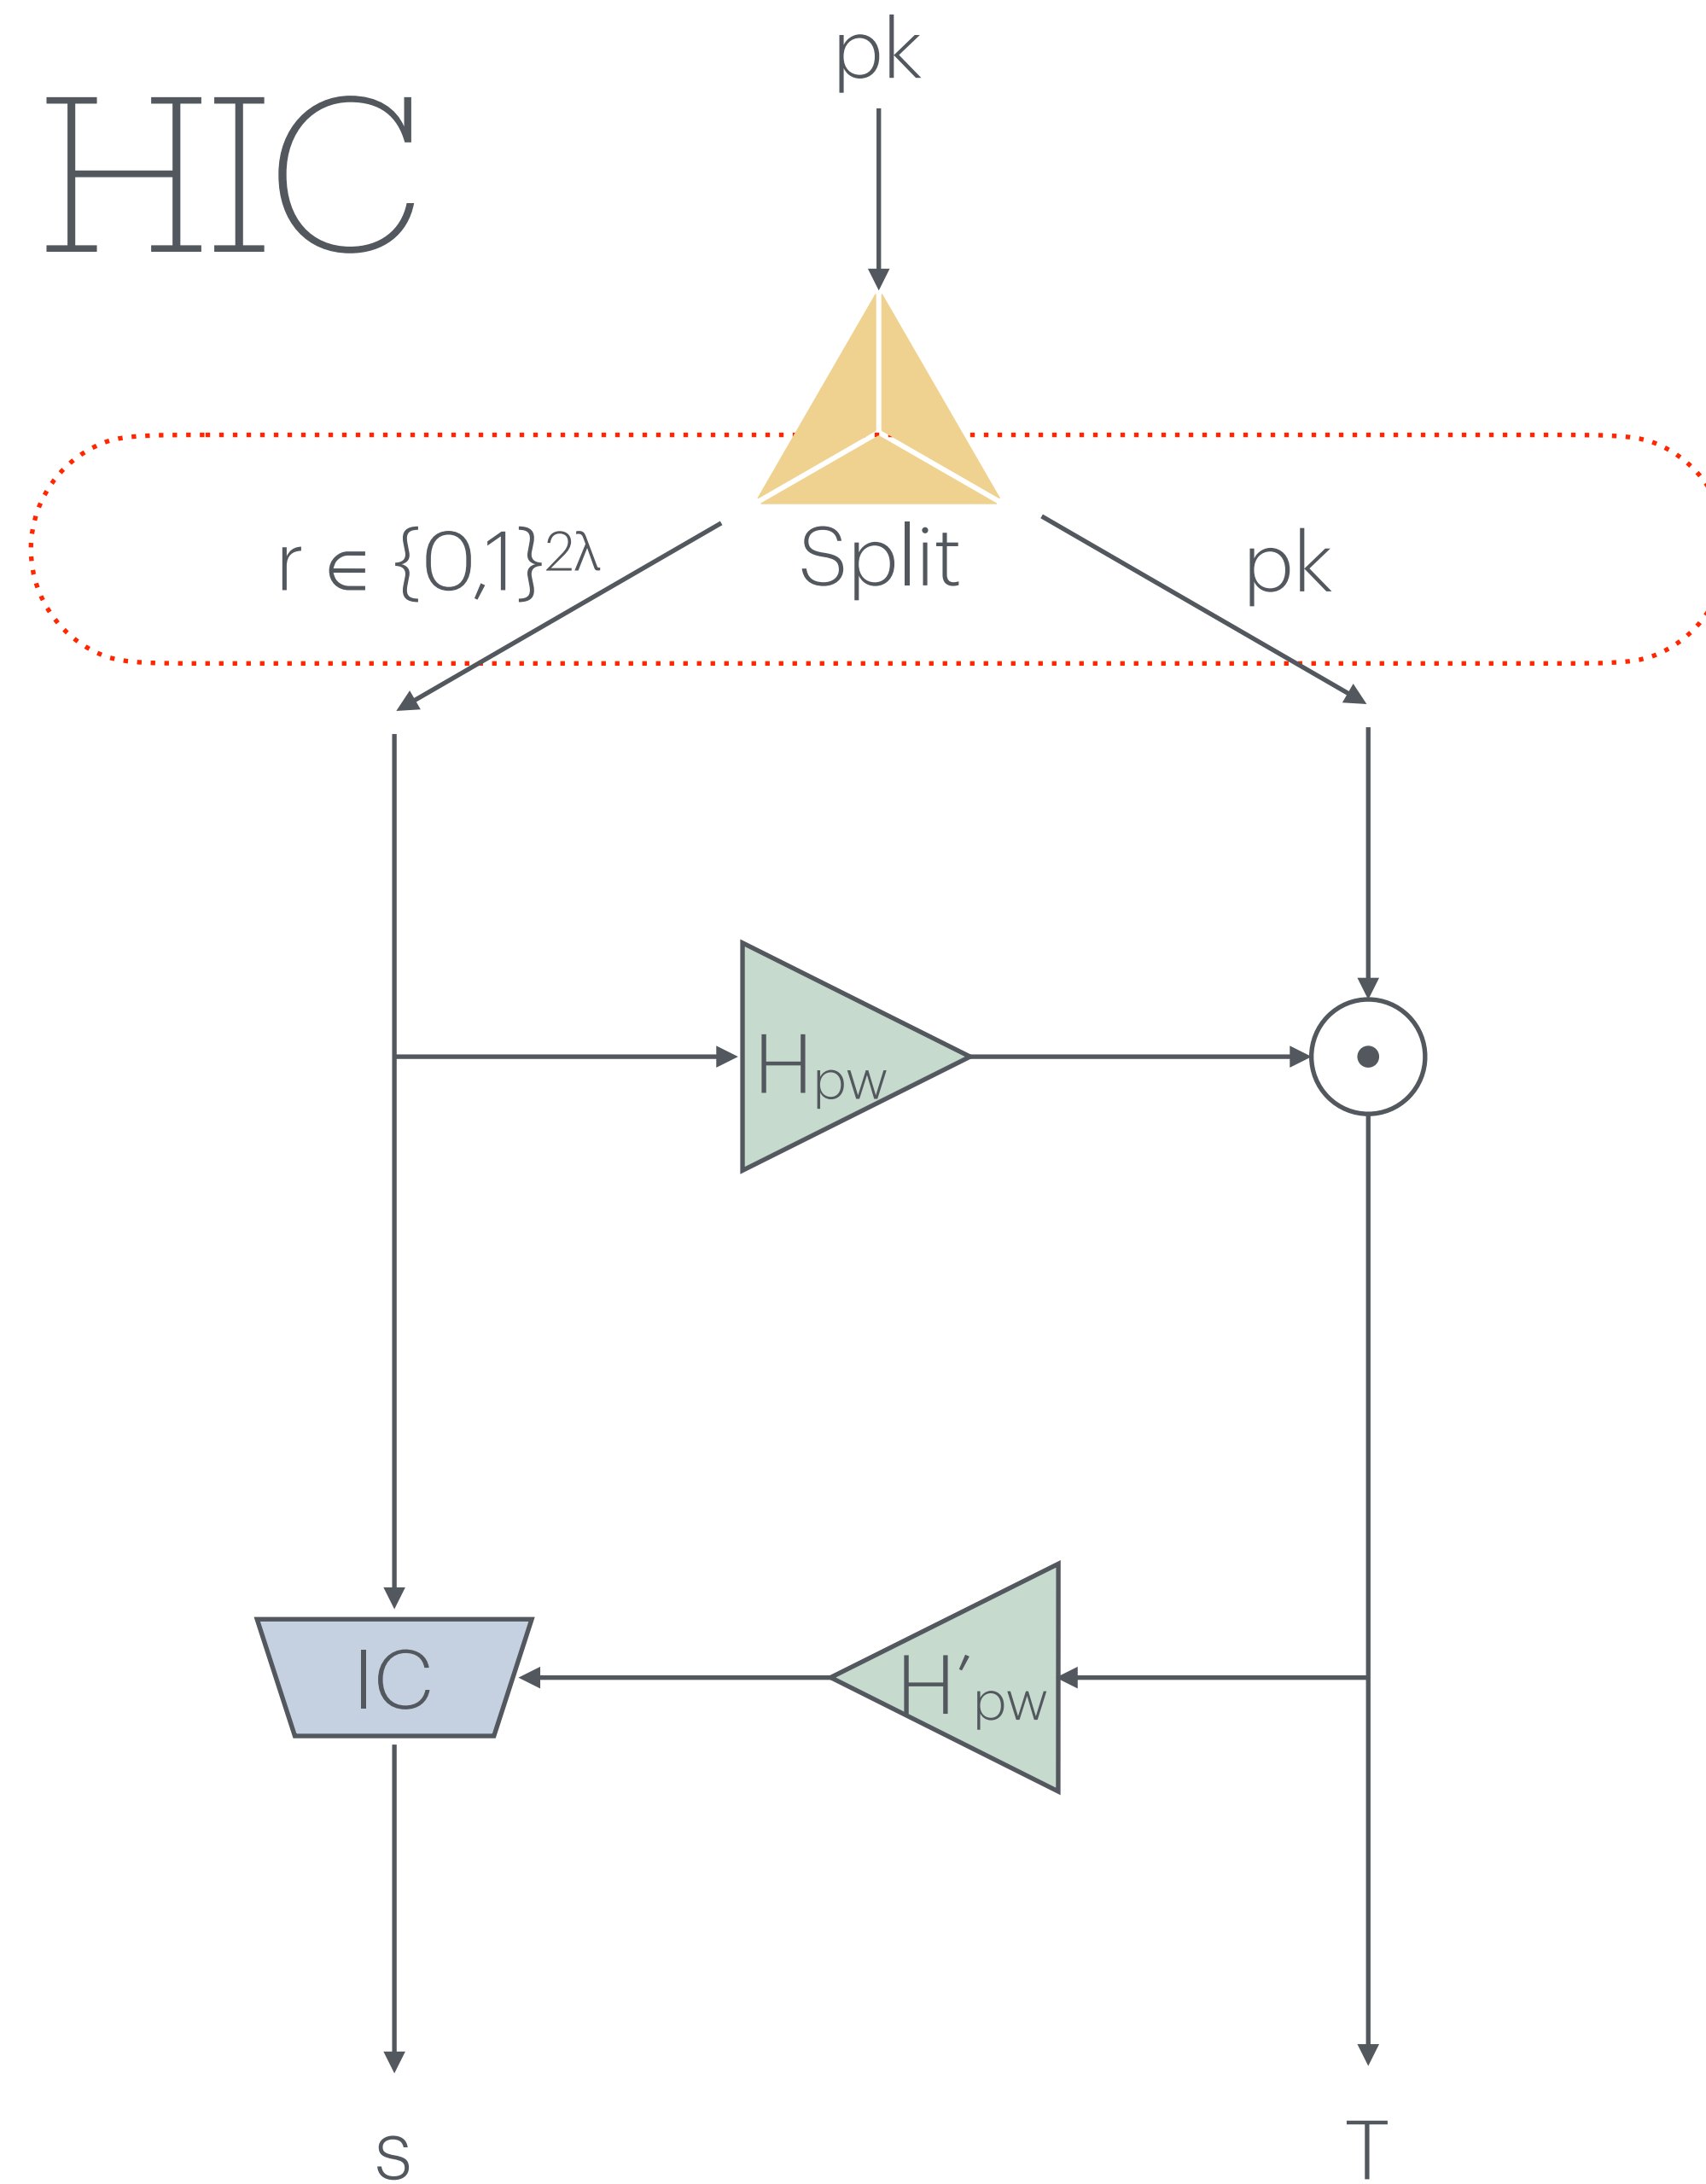 pk
HIC
r ∈ {0,1}²λ
Split
pk
Hpw
IC
H′pw
s
T